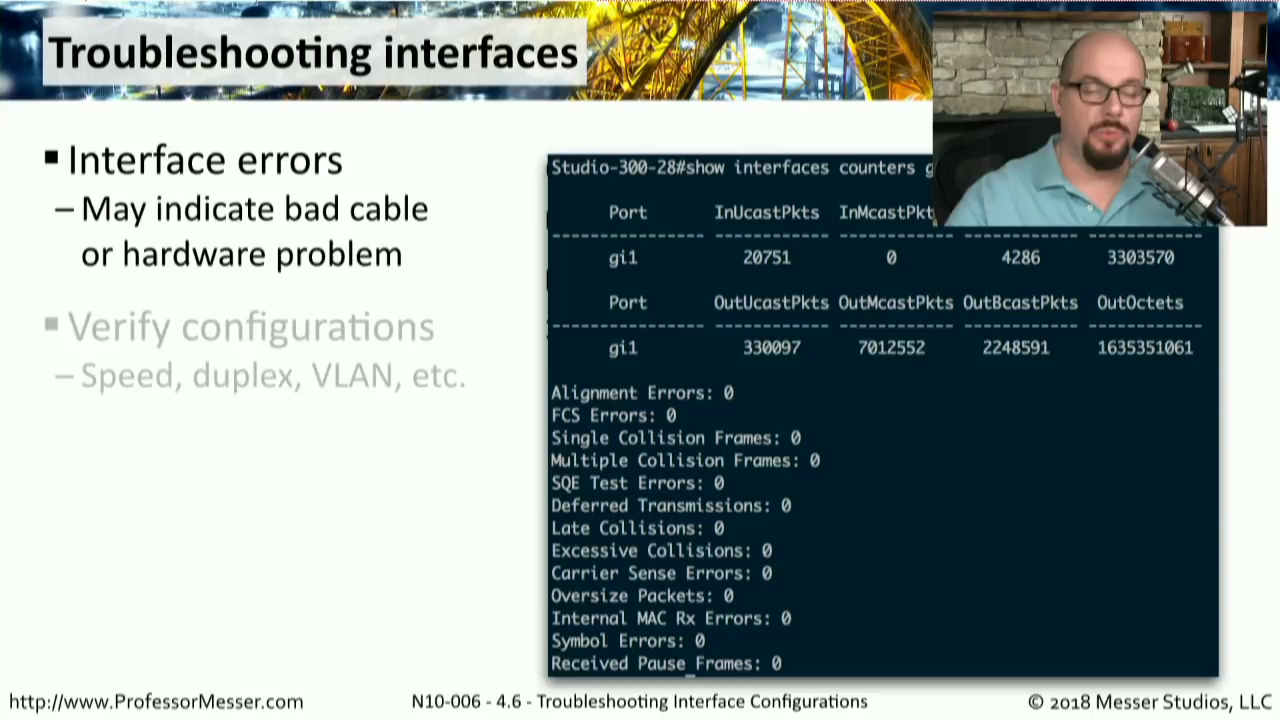 Troubleshooting interfaces
Interface errors
– May indicate bad cable
or hardware problem
Verify configurations
– Speed, duplex, VLAN, etc.
Studio-300-28#show interfaces counters g
Port InUcastPkts InMcastPkt
--------------- ----------- ----------- ----------- -----------
gi1 20751 0 4286 3303570
Port OutUcastPkts OutMcastPkts OutBcastPkts OutOctets
--------------- ----------- ----------- ----------- -----------
gi1 330097 7012552 2248591 1635351061
Alignment Errors: 0
FCS Errors: 0
Single Collision Frames: 0
Multiple Collision Frames: 0
SQE Test Errors: 0
Deferred Transmissions: 0
Late Collisions: 0
Excessive Collisions: 0
Carrier Sense Errors: 0
Oversize Packets: 0
Internal MAC Rx Errors: 0
Symbol Errors: 0
Received Pause Frames: 0
http://www.ProfessorMesser.com N10-006 - 4.6 - Troubleshooting Interface Configurations © 2018 Messer Studios, LLC